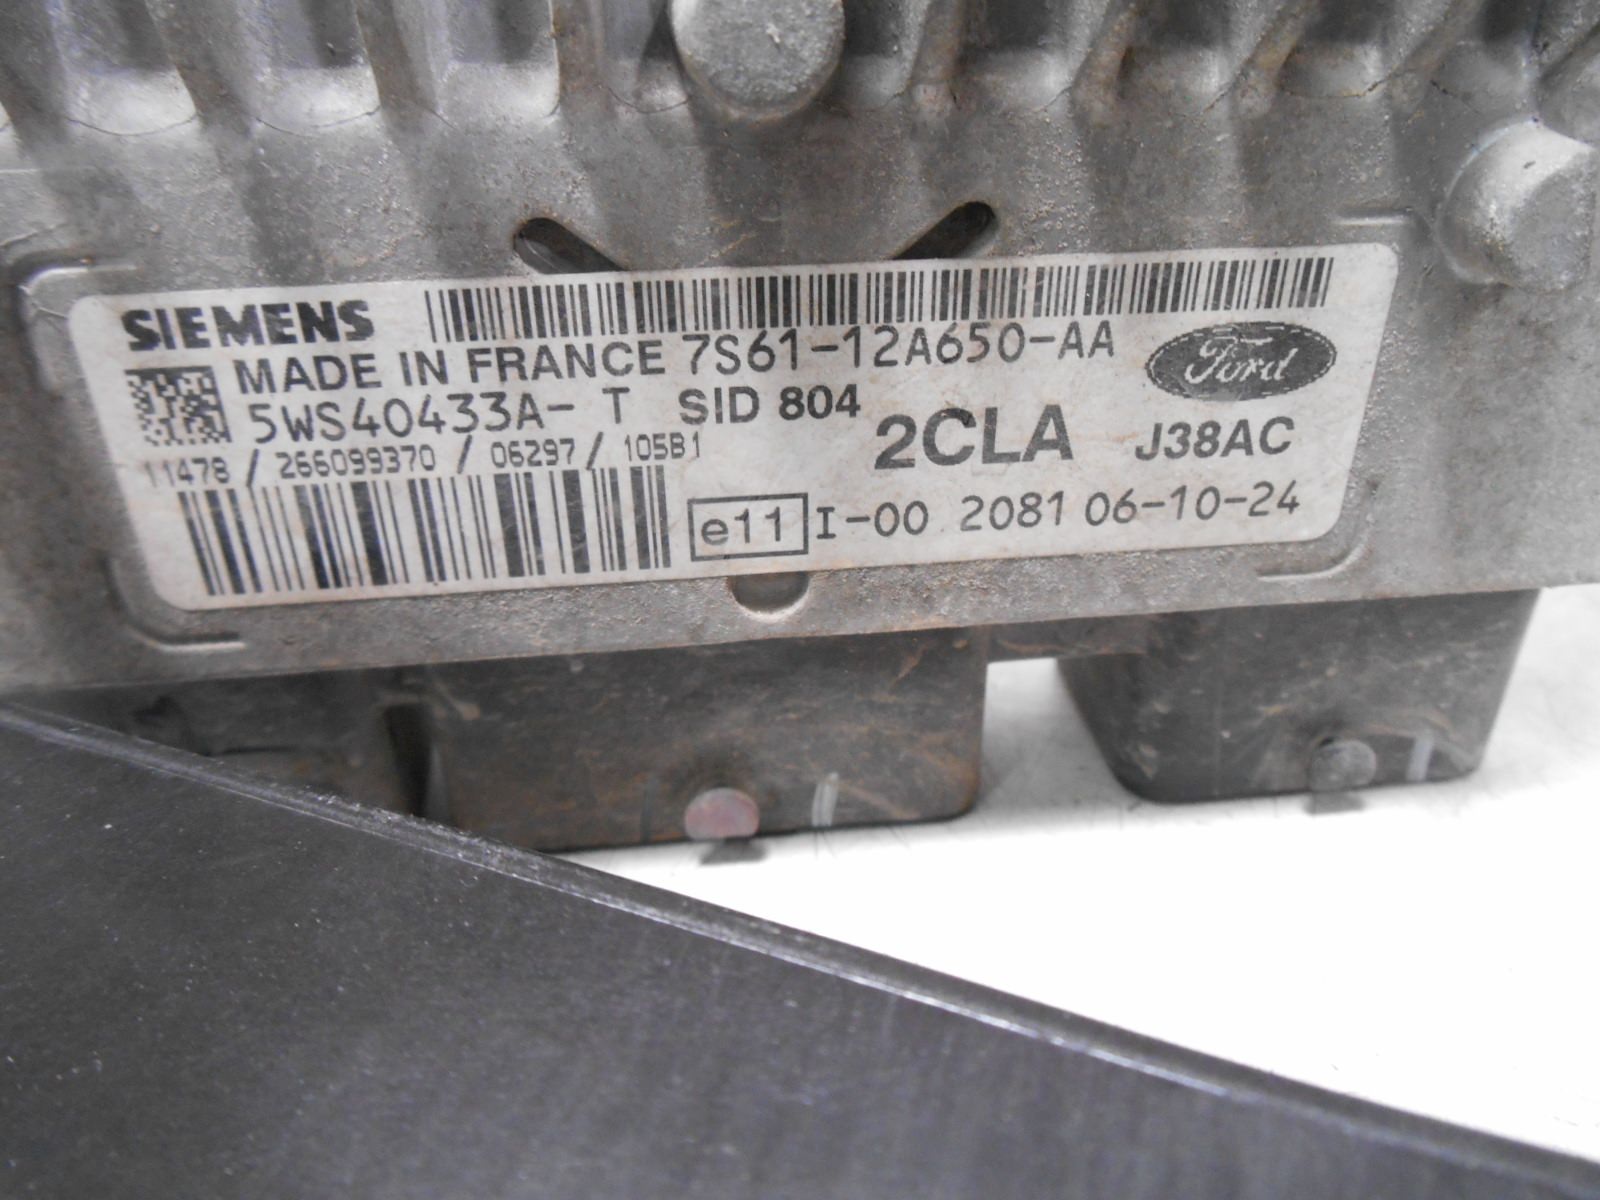 SIEMENS
MADE IN FRANCE 7S61-12A650-AA
Ford
5WS40433A- T SID 804
2CLA J38AC
11478 / 266099370 / 06297 / 105B1
e11 I-00 2081 06-10-24